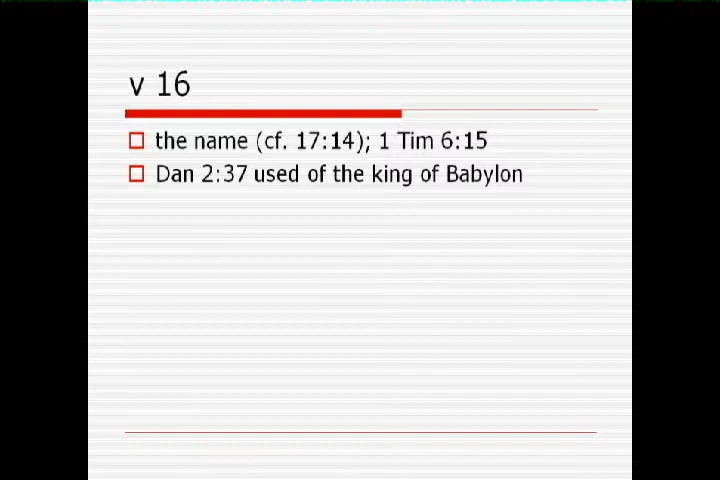 v 16
the name (cf. 17:14); 1 Tim 6:15
Dan 2:37 used of the king of Babylon